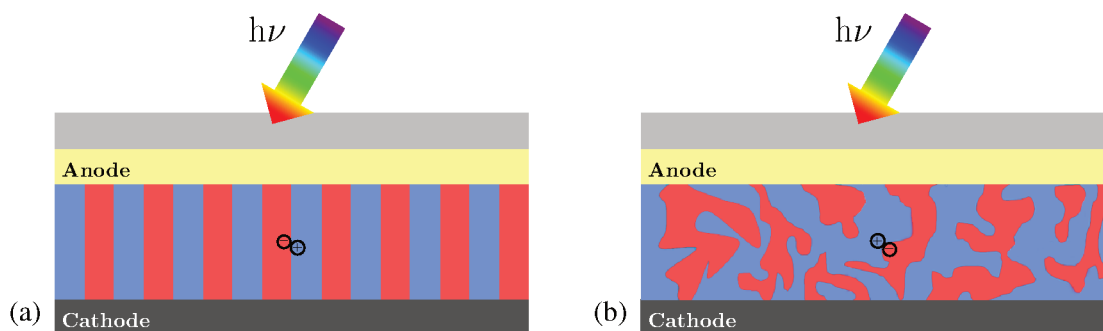 hν
Anode
− +
(a) Cathode
hν
Anode
+ −
(b) Cathode